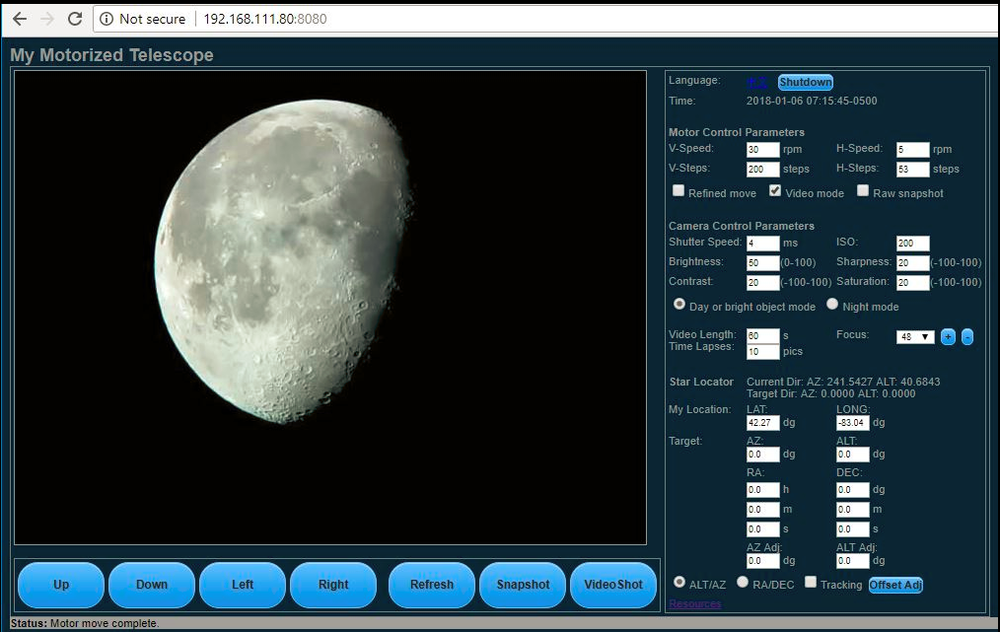 Not secure | 192.168.111.80:8080
My Motorized Telescope
Language: Shutdown
Time: 2018-01-06 07:15:45-0500
Motor Control Parameters
V-Speed: 30 rpm H-Speed: 5 rpm
V-Steps: 200 steps H-Steps: 53 steps
Refined move Video mode Raw snapshot
Camera Control Parameters
Shutter Speed: 4 ms ISO: 200
Brightness: 50 (0-100) Sharpness: 20 (-100-100)
Contrast: 20 (-100-100) Saturation: 20 (-100-100)
Day or bright object mode Night mode
Video Length: 60 s Focus: 48 + -
Time Lapses: 10 pics
Star Locator Current Dir: AZ: 241.5427 ALT: 40.6843
Target Dir: AZ: 0.0000 ALT: 0.0000
My Location: LAT: LONG:
42.27 dg -83.04 dg
Target: AZ: ALT:
0.0 dg 0.0 dg
RA: DEC:
0.0 h 0.0 dg
0.0 m 0.0 m
0.0 s 0.0 s
AZ Adj: ALT Adj:
0.0 dg 0.0 dg
ALT/AZ RA/DEC Tracking Offset Adj
Resources
Up Down Left Right Refresh Snapshot VideoShot
Status: Motor move complete.